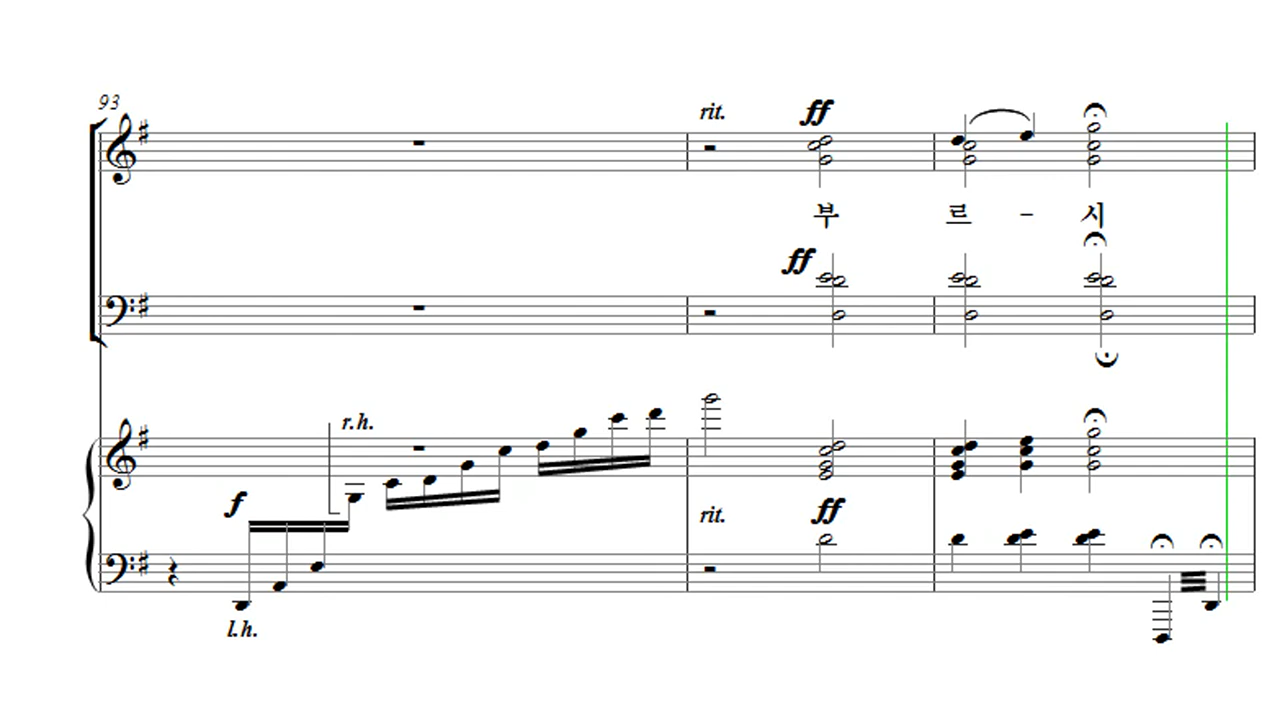 93
rit.
ff
부 르 - 시
ff
r.h.
f
rit.
ff
l.h.